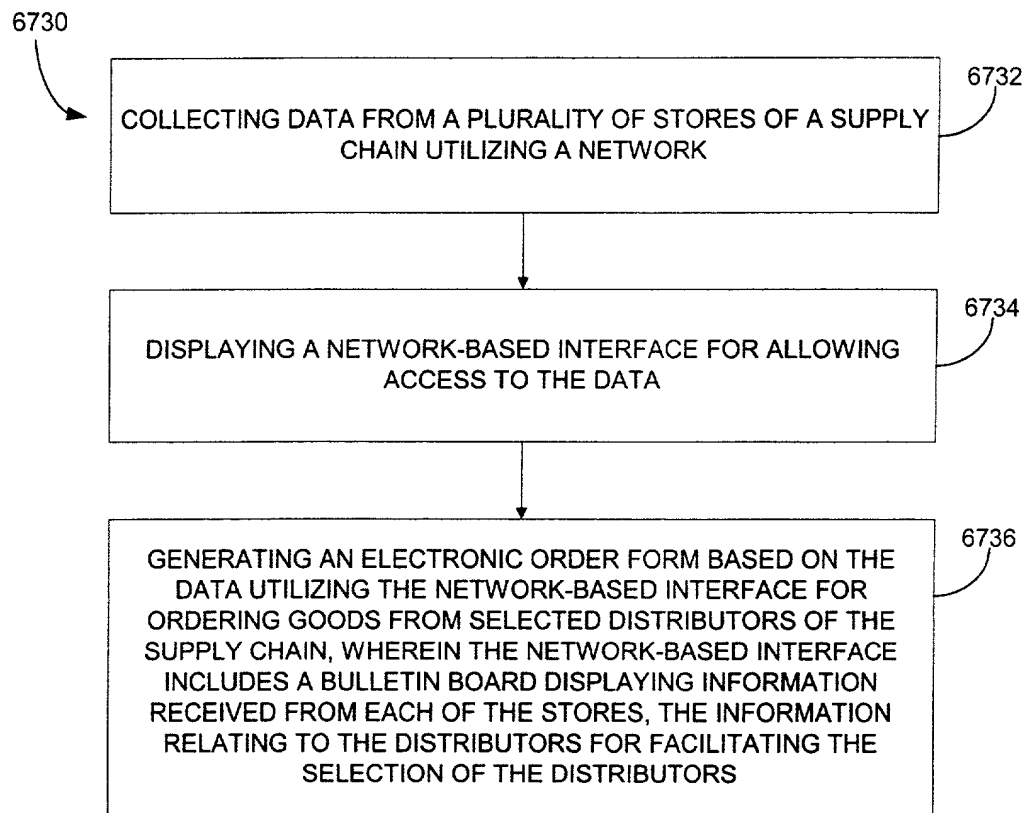 6730
6732
COLLECTING DATA FROM A PLURALITY OF STORES OF A SUPPLY
CHAIN UTILIZING A NETWORK
6734
DISPLAYING A NETWORK-BASED INTERFACE FOR ALLOWING
ACCESS TO THE DATA
6736
GENERATING AN ELECTRONIC ORDER FORM BASED ON THE
DATA UTILIZING THE NETWORK-BASED INTERFACE FOR
ORDERING GOODS FROM SELECTED DISTRIBUTORS OF THE
SUPPLY CHAIN, WHEREIN THE NETWORK-BASED INTERFACE
INCLUDES A BULLETIN BOARD DISPLAYING INFORMATION
RECEIVED FROM EACH OF THE STORES, THE INFORMATION
RELATING TO THE DISTRIBUTORS FOR FACILITATING THE
SELECTION OF THE DISTRIBUTORS